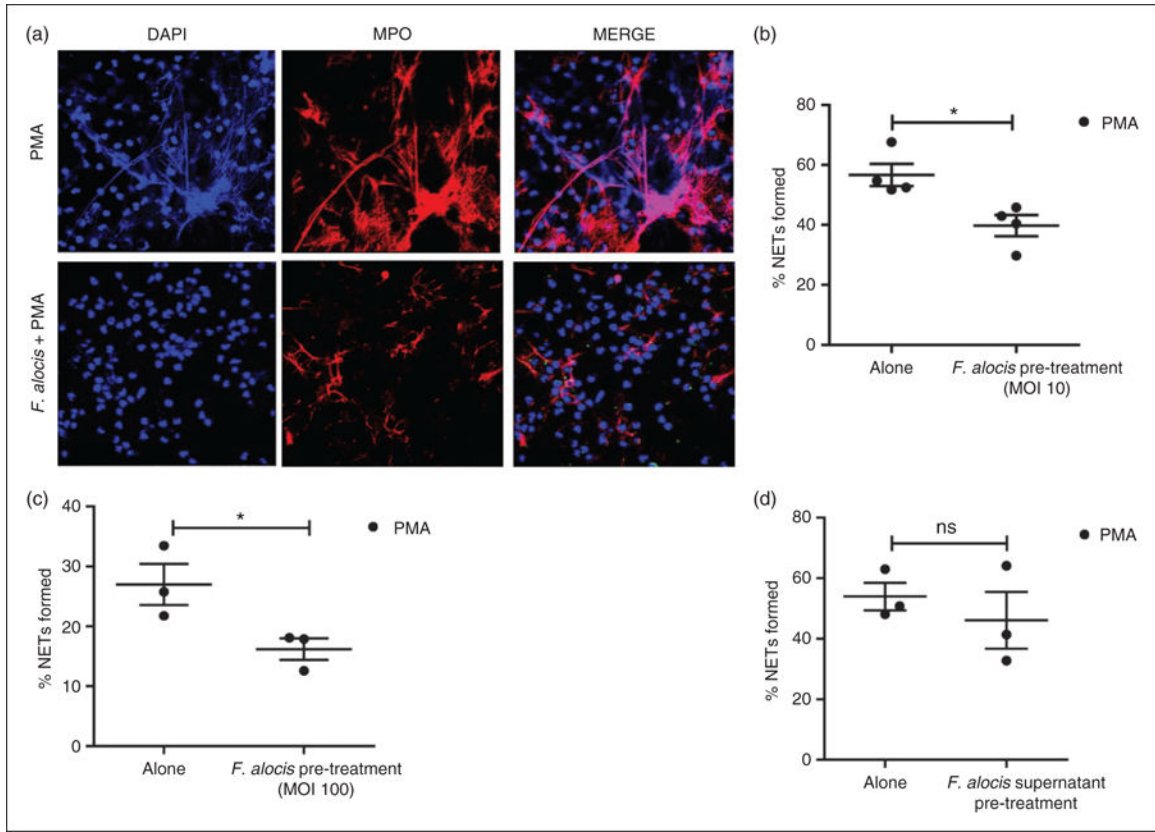 (a)
DAPI
MPO
MERGE
PMA
F. alocis + PMA
(b)
80
60
40
20
0
% NETs formed
*
PMA
Alone
F. alocis pre-treatment
(MOI 10)
(c)
40
30
20
10
0
% NETs formed
*
PMA
Alone
F. alocis pre-treatment
(MOI 100)
(d)
80
60
40
20
0
% NETs formed
ns
PMA
Alone
F. alocis supernatant
pre-treatment